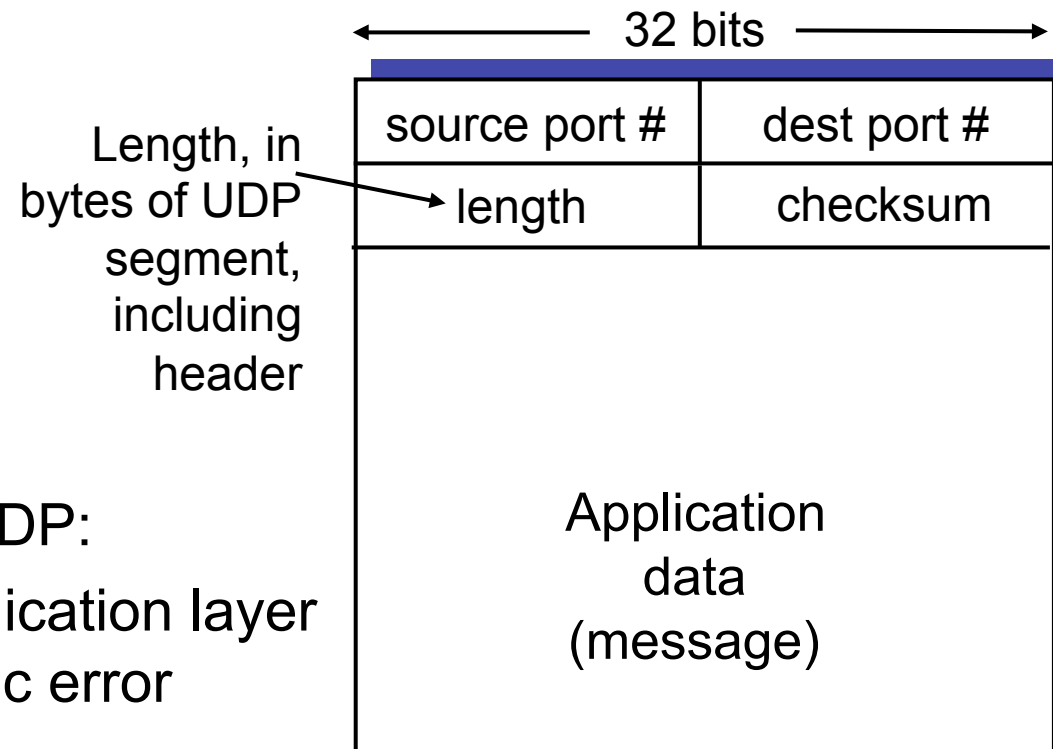 32 bits
source port #
dest port #
Length, in
bytes of UDP
segment,
including
header
length
checksum
DP:
ication layer
c error
Application
data
(message)